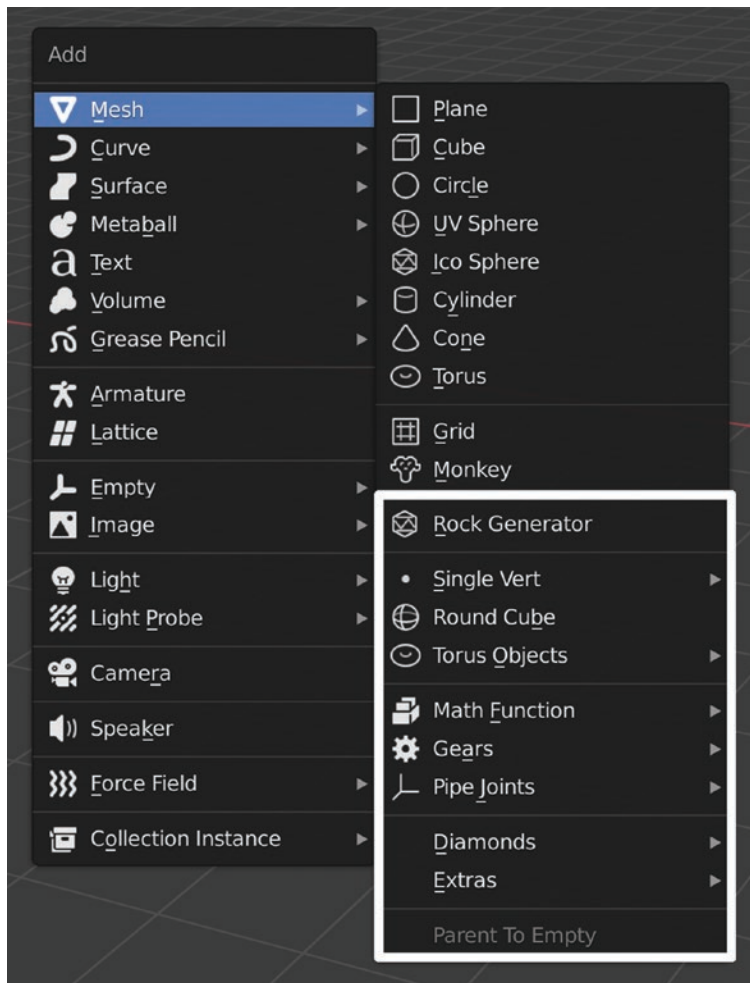 Add
Mesh
Curve
Surface
Metaball
Text
Volume
Grease Pencil
Armature
Lattice
Empty
Image
Light
Light Probe
Camera
Speaker
Force Field
Collection Instance
Plane
Cube
Circle
UV Sphere
Ico Sphere
Cylinder
Cone
Torus
Grid
Monkey
Rock Generator
Single Vert
Round Cube
Torus Objects
Math Function
Gears
Pipe Joints
Diamonds
Extras
Parent To Empty